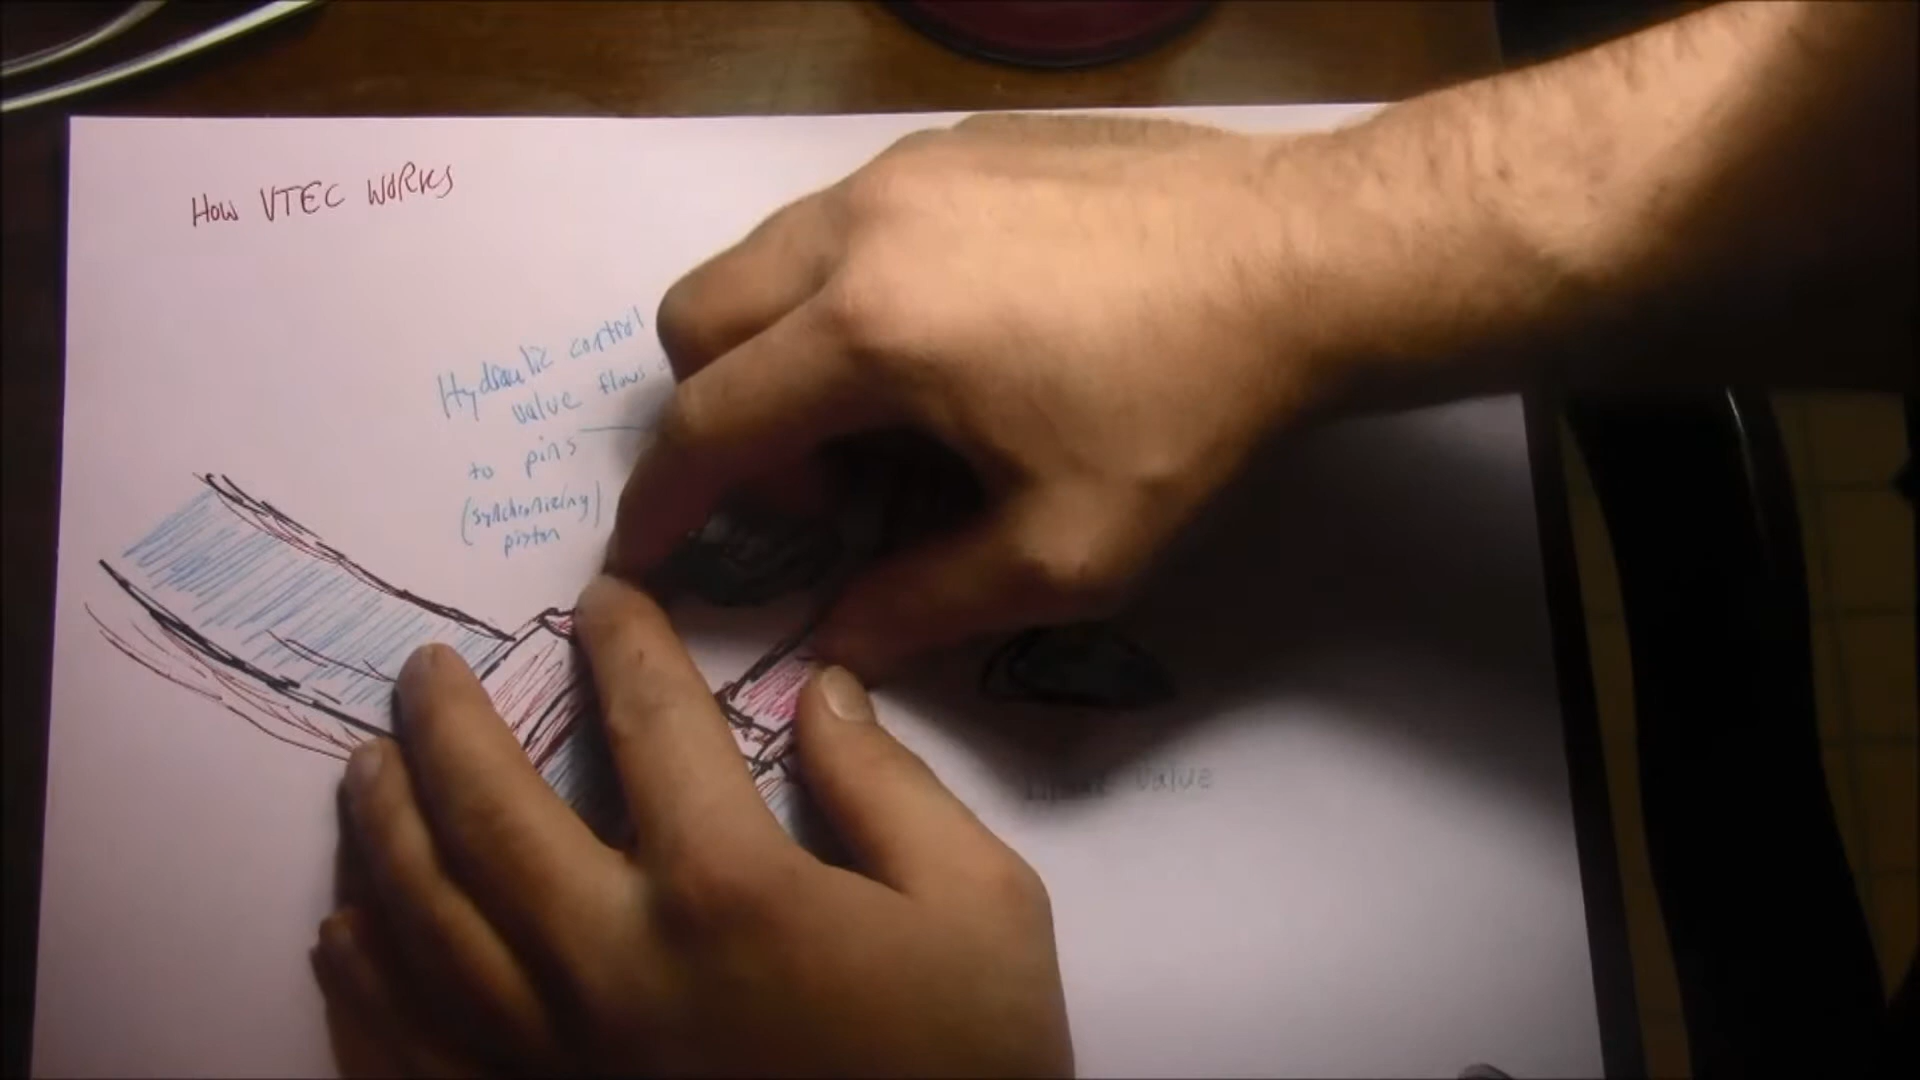 How VTEC WORKS
Hydraulic control
valve flows
to pins
(synchronizing)
piston
valve